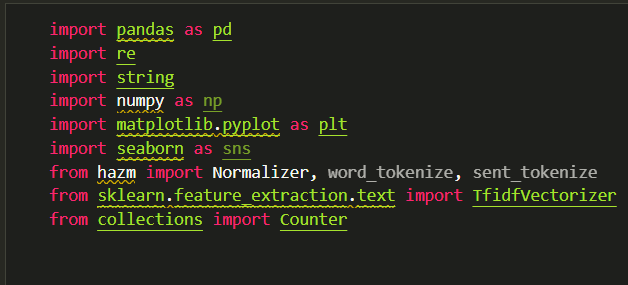 import pandas as pd
import re
import string
import numpy as np
import matplotlib.pyplot as plt
import seaborn as sns
from hazm import Normalizer, word_tokenize, sent_tokenize
from sklearn.feature_extraction.text import TfidfVectorizer
from collections import Counter